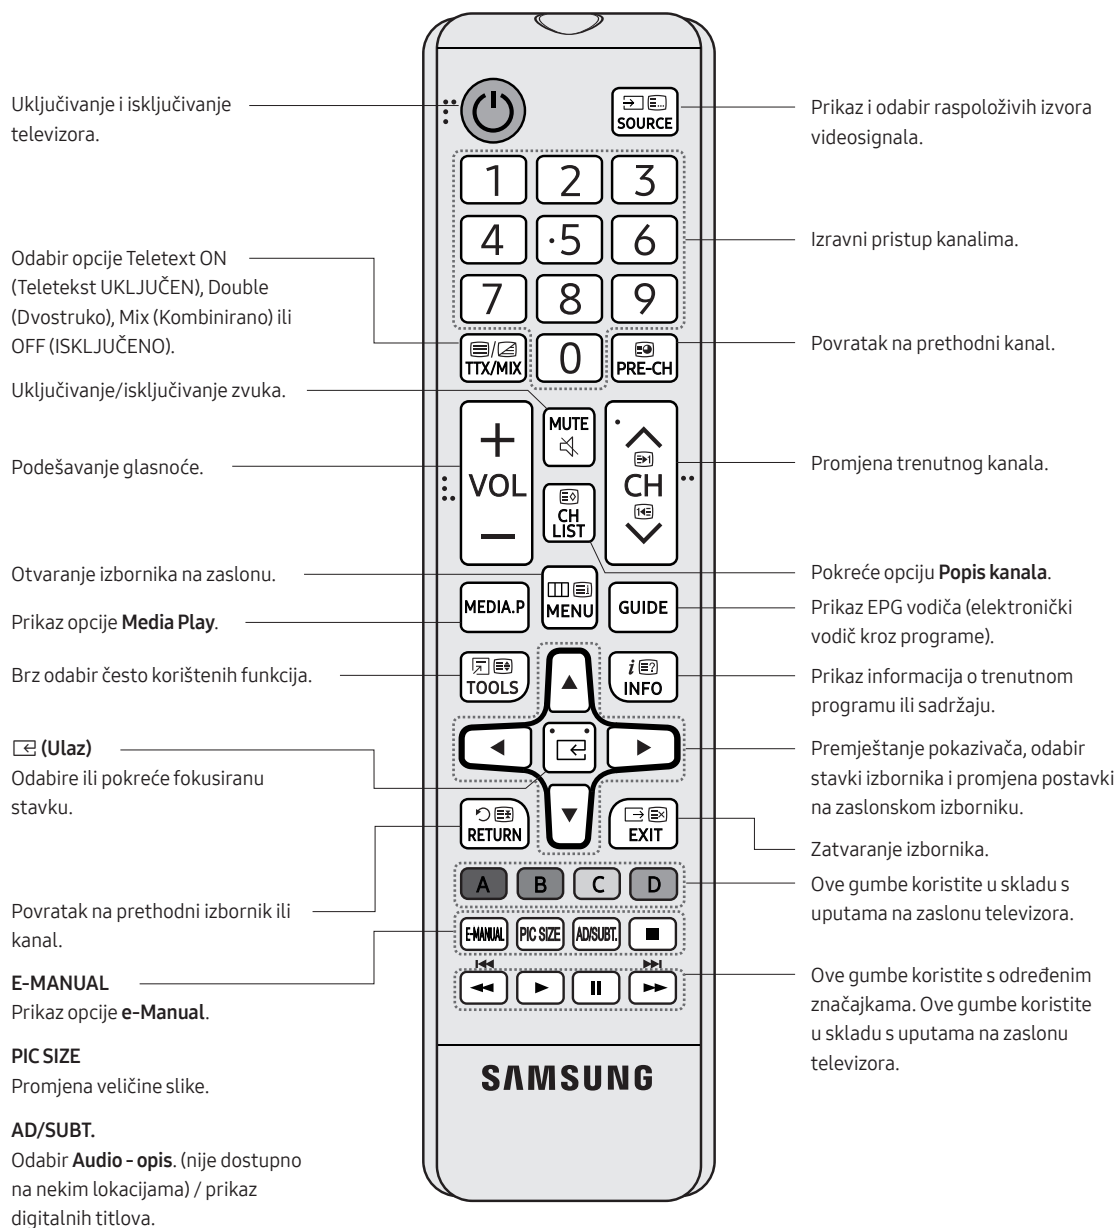 Uključivanje i isključivanje
televizora.
Odabir opcije Teletext ON
(Teletekst UKLJUČEN), Double
(Dvostruko), Mix (Kombinirano) ili
OFF (ISKLJUČENO).
Uključivanje/isključivanje zvuka.
Podešavanje glasnoće.
Otvaranje izbornika na zaslonu.
Prikaz opcije Media Play.
Brz odabir često korištenih funkcija.
(Ulaz)
Odabire ili pokreće fokusiranu
stavku.
Povratak na prethodni izbornik ili
kanal.
E-MANUAL
Prikaz opcije e-Manual.
PIC SIZE
Promjena veličine slike.
AD/SUBT.
Odabir Audio - opis. (nije dostupno
na nekim lokacijama) / prikaz
digitalnih titlova.
SOURCE
1 2 3
4 5 6
7 8 9
TTX/MIX 0 PRE-CH
MUTE
VOL
CH
CH
LIST
MEDIA.P MENU GUIDE
TOOLS INFO
RETURN EXIT
A B C D
E-MANUAL PIC SIZE AD/SUBT.
SAMSUNG
Prikaz i odabir raspoloživih izvora
videosignala.
Izravni pristup kanalima.
Povratak na prethodni kanal.
Promjena trenutnog kanala.
Pokreće opciju Popis kanala.
Prikaz EPG vodiča (elektronički
vodič kroz programe).
Prikaz informacija o trenutnom
programu ili sadržaju.
Premještanje pokazivača, odabir
stavki izbornika i promjena postavki
na zaslonskom izborniku.
Zatvaranje izbornika.
Ove gumbe koristite u skladu s
uputama na zaslonu televizora.
Ove gumbe koristite s određenim
značajkama. Ove gumbe koristite
u skladu s uputama na zaslonu
televizora.